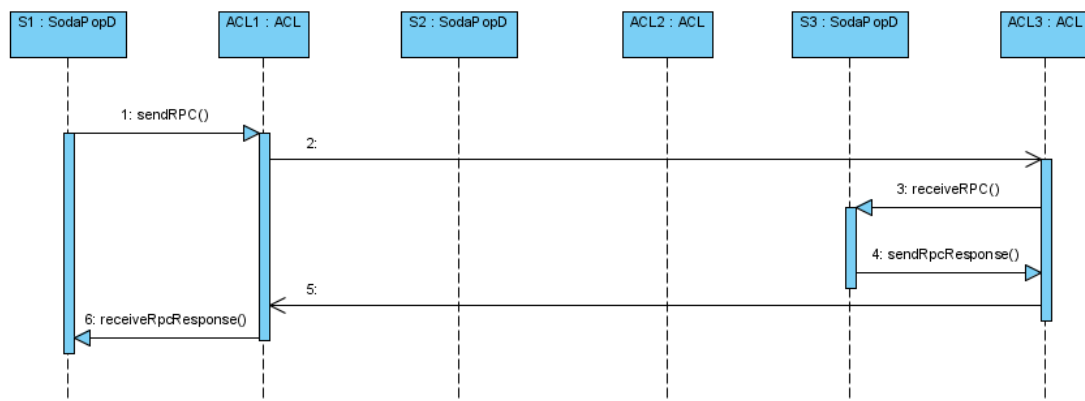 S1 : SodaPopD
ACL1 : ACL
S2 : SodaPopD
ACL2 : ACL
S3 : SodaPopD
ACL3 : ACL
1: sendRPC()
2:
3: receiveRPC()
4: sendRpcResponse()
5:
6: receiveRpcResponse()